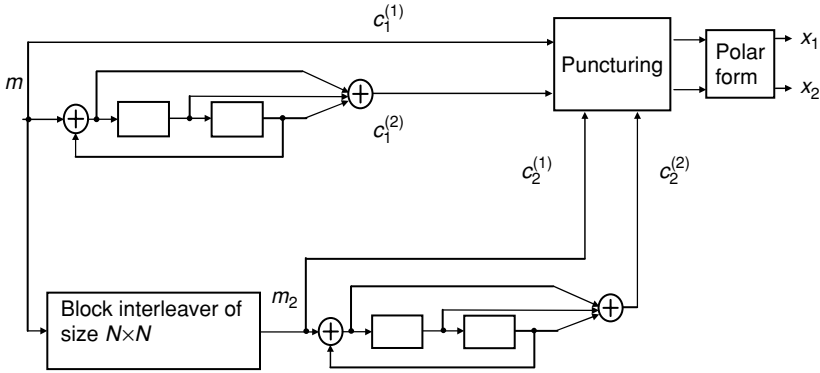 c₁⁽¹⁾
x₁
Puncturing
Polar
form
m
x₂
c₁⁽²⁾
c₂⁽¹⁾
c₂⁽²⁾
m₂
Block interleaver of
size N×N